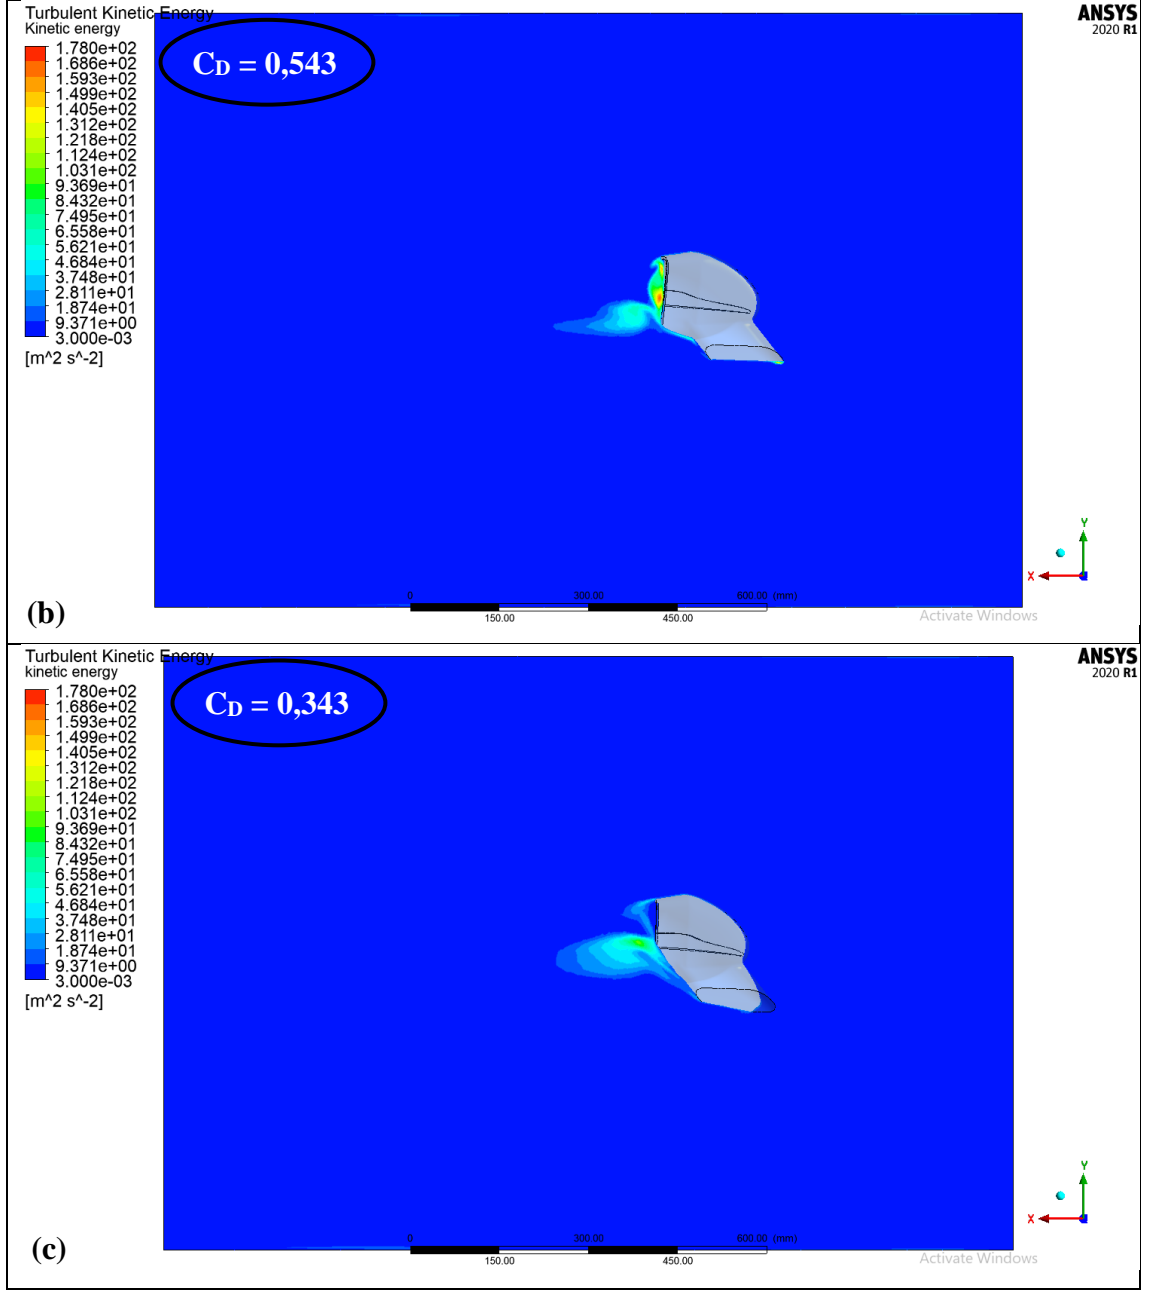 Turbulent Kinetic Energy
Kinetic energy
ANSYS
2020 R1
C_D = 0,543
1.780e+02
1.686e+02
1.593e+02
1.499e+02
1.405e+02
1.312e+02
1.218e+02
1.124e+02
1.031e+02
9.369e+01
8.432e+01
7.495e+01
6.558e+01
5.621e+01
4.684e+01
3.748e+01
2.811e+01
1.874e+01
9.371e+00
3.000e-03
[m^2 s^-2]
Y
X
0 300.00 600.00 (mm)
150.00 450.00
Activate Windows
(b)
Turbulent Kinetic Energy
kinetic energy
ANSYS
2020 R1
C_D = 0,343
1.780e+02
1.686e+02
1.593e+02
1.499e+02
1.405e+02
1.312e+02
1.218e+02
1.124e+02
1.031e+02
9.369e+01
8.432e+01
7.495e+01
6.558e+01
5.621e+01
4.684e+01
3.748e+01
2.811e+01
1.874e+01
9.371e+00
3.000e-03
[m^2 s^-2]
Y
X
0 300.00 600.00 (mm)
150.00 450.00
Activate Windows
(c)